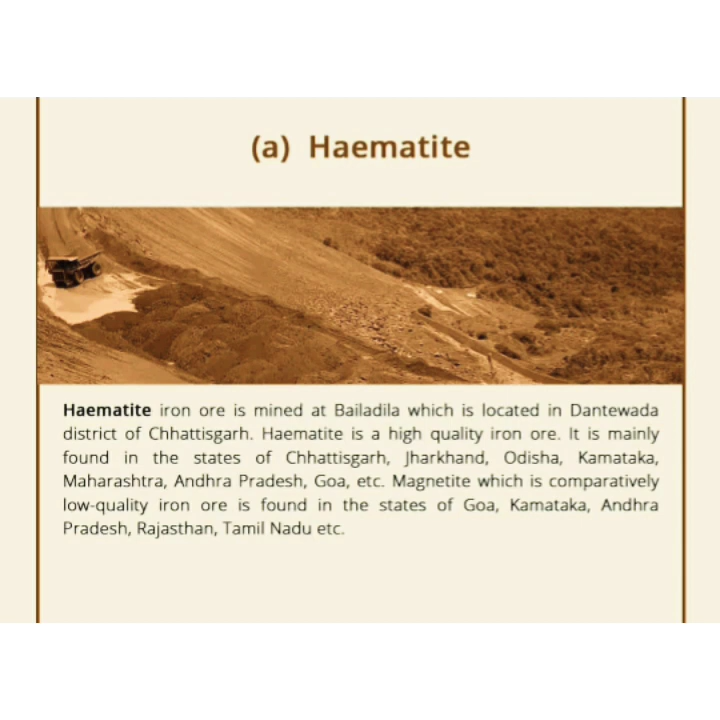 (a) Haematite
Haematite iron ore is mined at Bailadila which is located in Dantewada
district of Chhattisgarh. Haematite is a high quality iron ore. It is mainly
found in the states of Chhattisgarh, Jharkhand, Odisha, Kamataka,
Maharashtra, Andhra Pradesh, Goa, etc. Magnetite which is comparatively
low-quality iron ore is found in the states of Goa, Kamataka, Andhra
Pradesh, Rajasthan, Tamil Nadu etc.